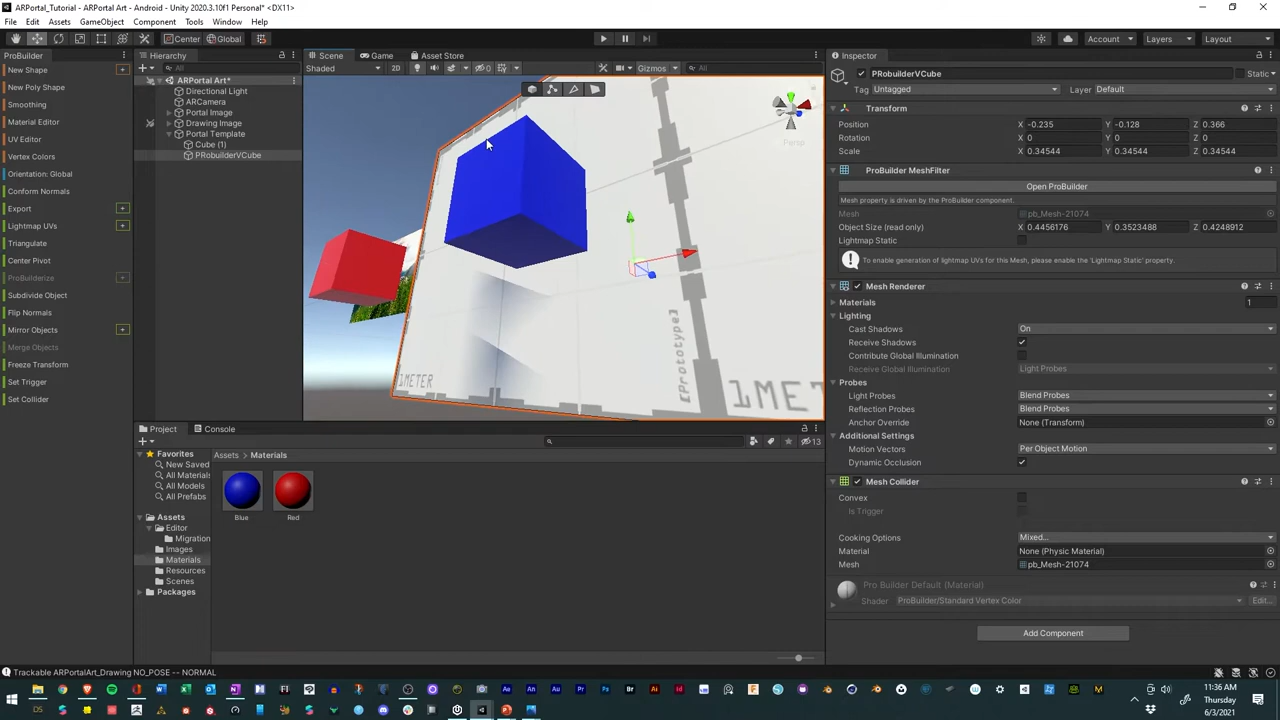 ARPortal_Tutorial - ARPortal Art - Android - Unity 2020.3.10f1 Personal* <DX11>
File Edit Assets GameObject Component Tools Window Help
Center Global Account Layers Layout
ProBuilder
New Shape
New Poly Shape
Smoothing
Material Editor
UV Editor
Vertex Colors
Orientation: Global
Conform Normals
Export
Lightmap UVs
Triangulate
Center Pivot
ProBuilderize
Subdivide Object
Flip Normals
Mirror Objects
Merge Objects
Freeze Transform
Set Trigger
Set Collider
Hierarchy
All
ARPortal Art*
Directional Light
ARCamera
Portal Image
Drawing Image
Portal Template
Cube (1)
PRobuilderVCube
Scene Game Asset Store
Shaded 2D 0 Gizmos All
Persp
1METER
[Prototype]
1METER
Project Console
13
Favorites
New Saved
All Materials
All Models
All Prefabs
Assets
Editor
Migration
Images
Materials
Resources
Scenes
Packages
Assets Materials
Blue Red
Inspector
PRobuilderVCube Static
Tag Untagged Layer Default
Transform
Position X -0.235 Y -0.128 Z 0.366
Rotation X 0 Y 0 Z 0
Scale X 0.34544 Y 0.34544 Z 0.34544
ProBuilder MeshFilter
Open ProBuilder
Mesh property is driven by the ProBuilder component.
Mesh pb_Mesh-21074
Object Size (read only) X 0.4456176 Y 0.3523488 Z 0.4248912
Lightmap Static
To enable generation of lightmap UVs for this Mesh, please enable the 'Lightmap Static' property.
Mesh Renderer
Materials 1
Lighting
Cast Shadows On
Receive Shadows
Contribute Global Illumination
Receive Global Illumination Light Probes
Probes
Light Probes Blend Probes
Reflection Probes Blend Probes
Anchor Override None (Transform)
Additional Settings
Motion Vectors Per Object Motion
Dynamic Occlusion
Mesh Collider
Convex
Is Trigger
Cooking Options Mixed...
Material None (Physic Material)
Mesh pb_Mesh-21074
Pro Builder Default (Material)
Shader ProBuilder/Standard Vertex Color Edit...
Add Component
Trackable ARPortalArt_Drawing NO_POSE -- NORMAL
11:36 AM
Thursday
6/3/2021